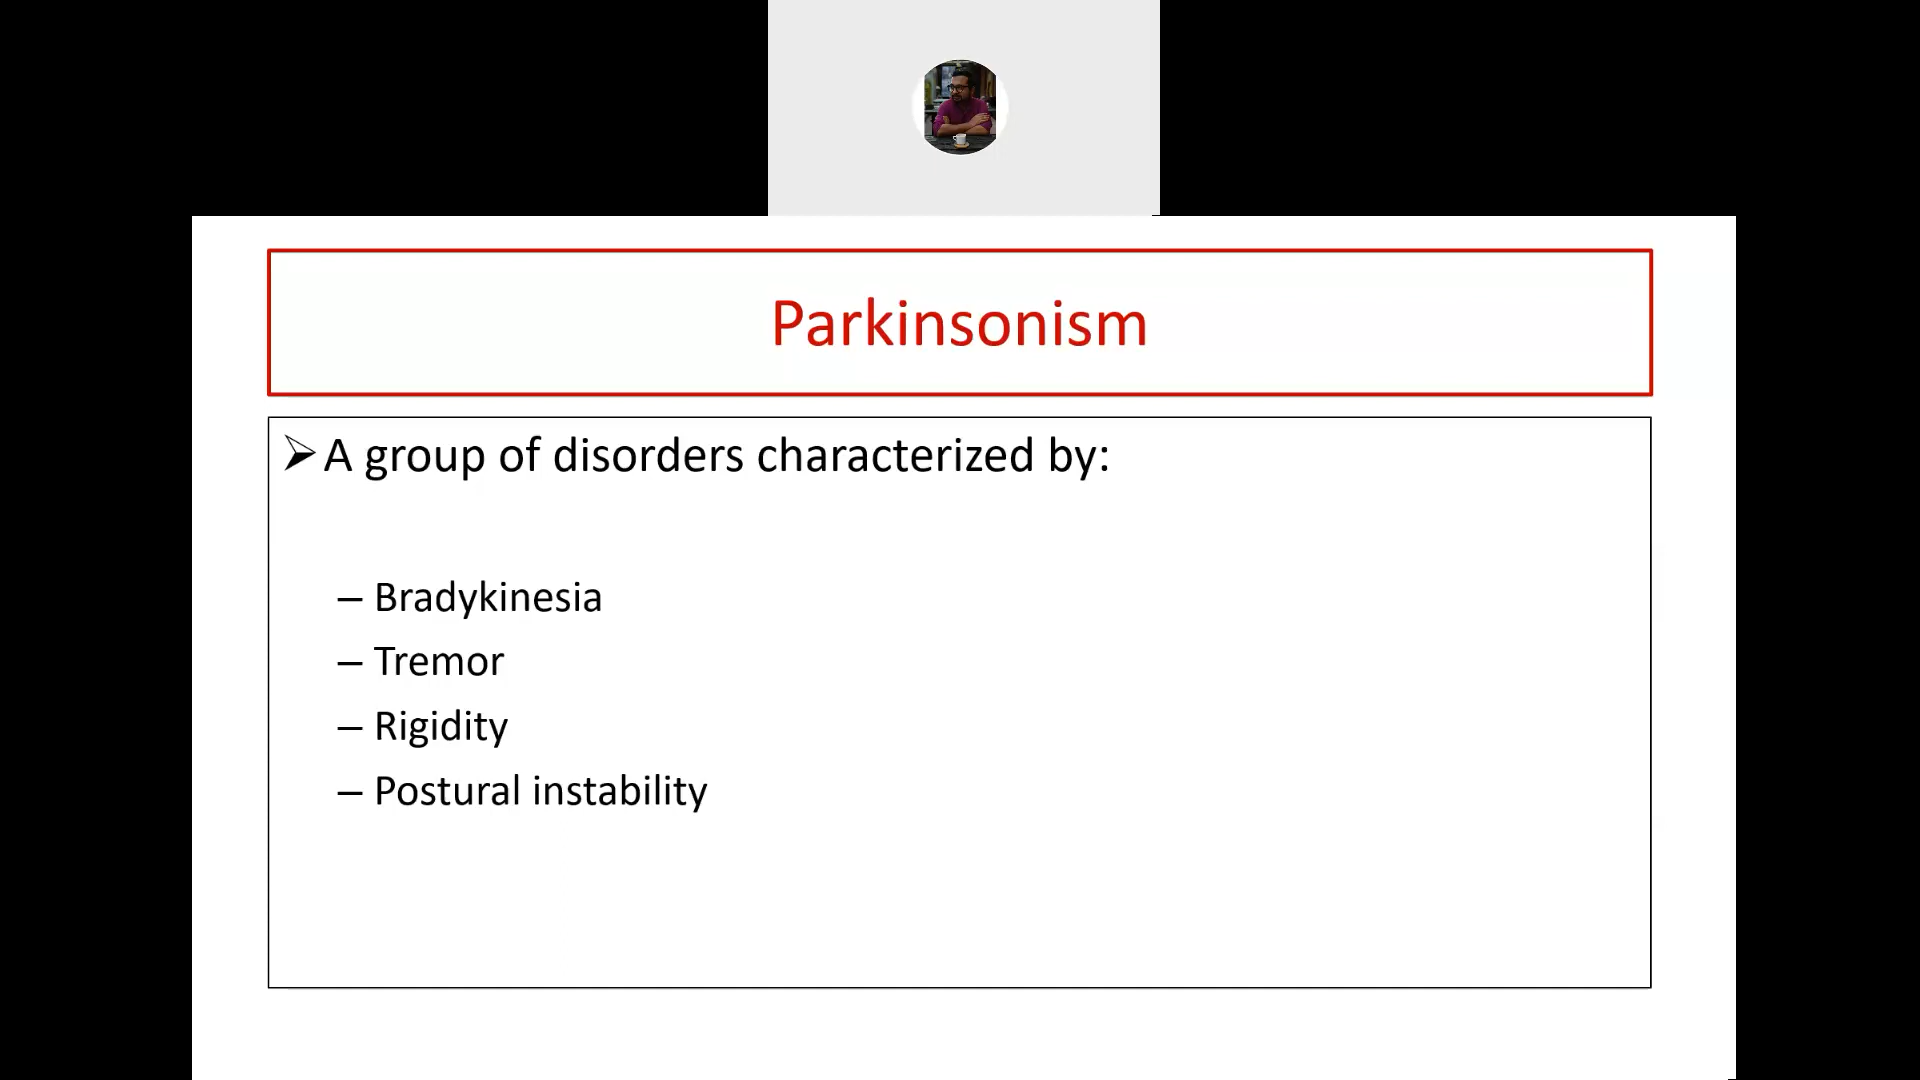 Parkinsonism
➢ A group of disorders characterized by:
– Bradykinesia
– Tremor
– Rigidity
– Postural instability